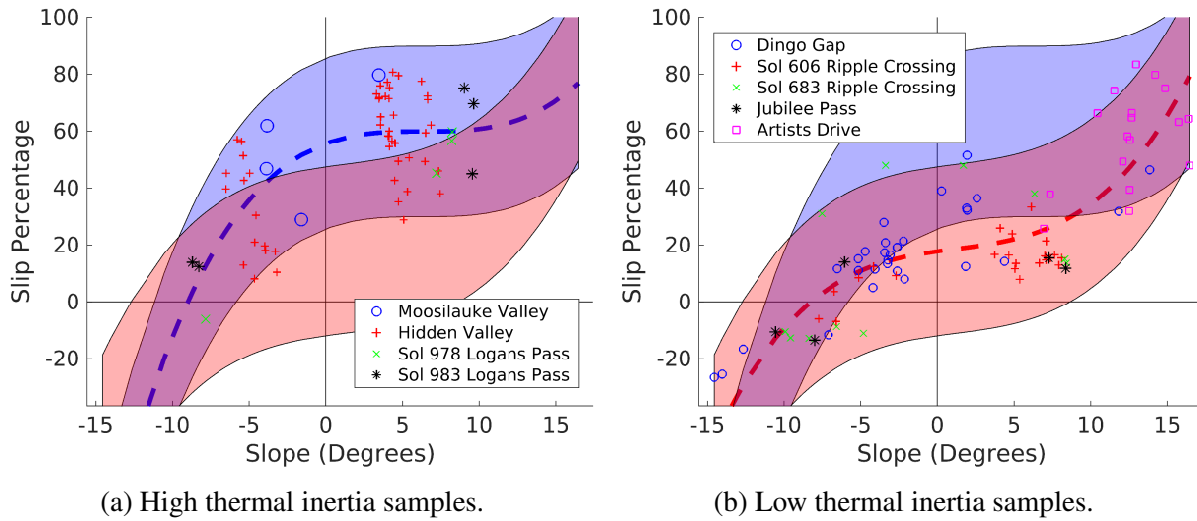 100
80
60
40
20
0
-20
Slip Percentage
Moosilauke Valley
Hidden Valley
Sol 978 Logans Pass
Sol 983 Logans Pass
-15 -10 -5 0 5 10 15
Slope (Degrees)
(a) High thermal inertia samples.
100
80
60
40
20
0
-20
Slip Percentage
Dingo Gap
Sol 606 Ripple Crossing
Sol 683 Ripple Crossing
Jubilee Pass
Artists Drive
-15 -10 -5 0 5 10 15
Slope (Degrees)
(b) Low thermal inertia samples.